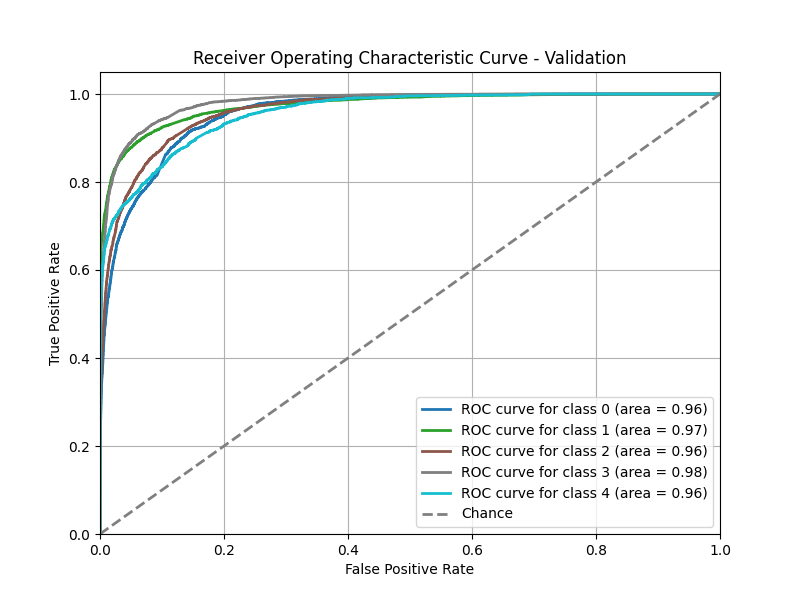 Receiver Operating Characteristic Curve - Validation
1.0
0.8
0.6
0.4
0.2
0.0
True Positive Rate
ROC curve for class 0 (area = 0.96)
ROC curve for class 1 (area = 0.97)
ROC curve for class 2 (area = 0.96)
ROC curve for class 3 (area = 0.98)
ROC curve for class 4 (area = 0.96)
Chance
0.0 0.2 0.4 0.6 0.8 1.0
False Positive Rate